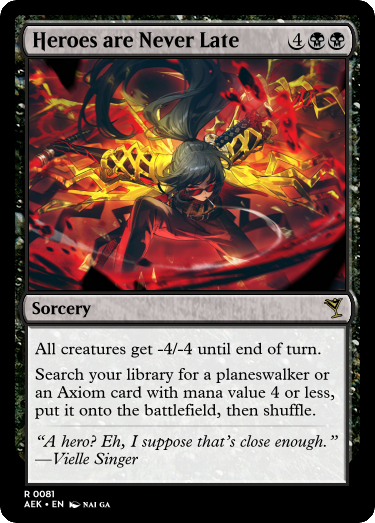 Heroes are Never Late 4
Sorcery
All creatures get -4/-4 until end of turn.
Search your library for a planeswalker or
an Axiom card with mana value 4 or less,
put it onto the battlefield, then shuffle.
“A hero? Eh, I suppose that’s close enough.”
—Vielle Singer
R 0081
AEK • EN NAI GA